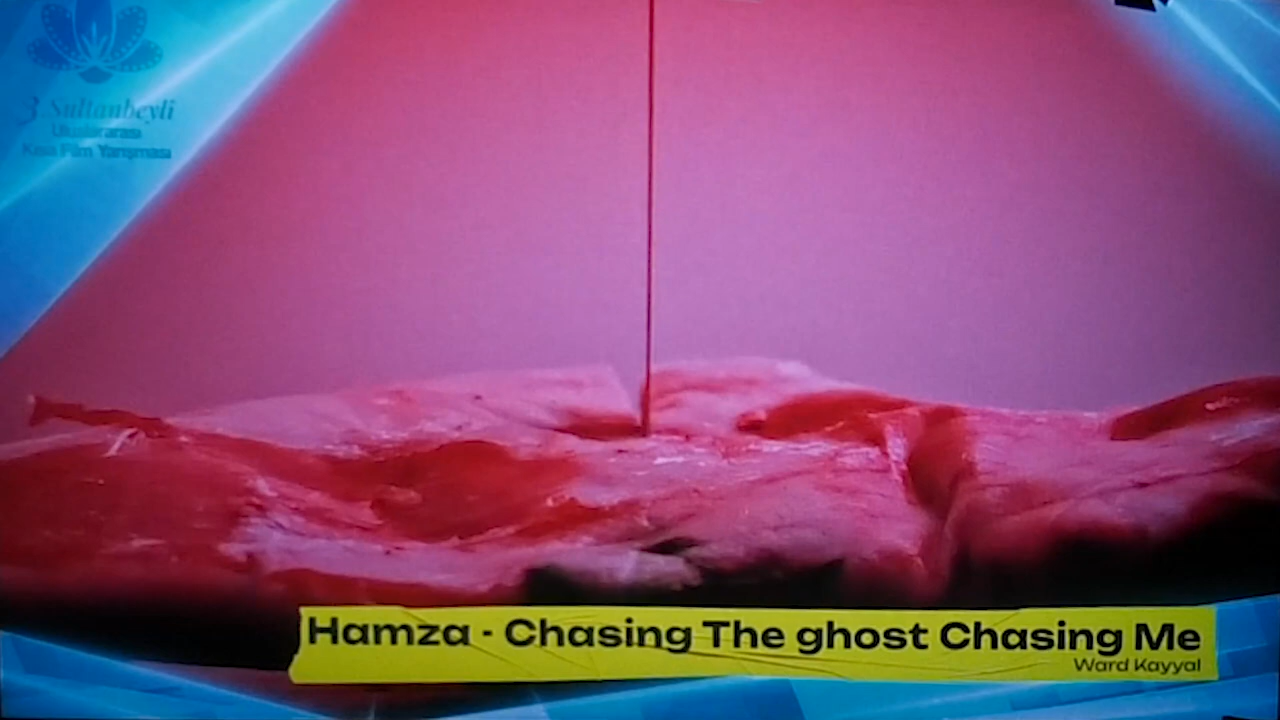 3. Sultanbeyli
Uluslararası
Kısa Film Yarışması
Hamza - Chasing The ghost Chasing Me
Ward Kayyal